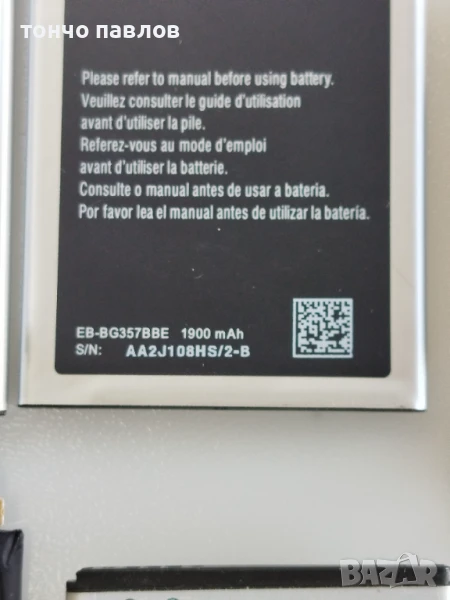 тончо павлов
Please refer to manual before using battery.
Veuillez consulter le guide d'utilisation
avant d'utiliser la pile.
Referez-vous au mode d'emploi
avant d'utiliser la batterie.
Consulte o manual antes de usar a bateria.
Por favor lea el manual antes de utilizar la bateria.
EB-BG357BBE 1900 mAh
S/N: AA2J108HS/2-B
BAZAR